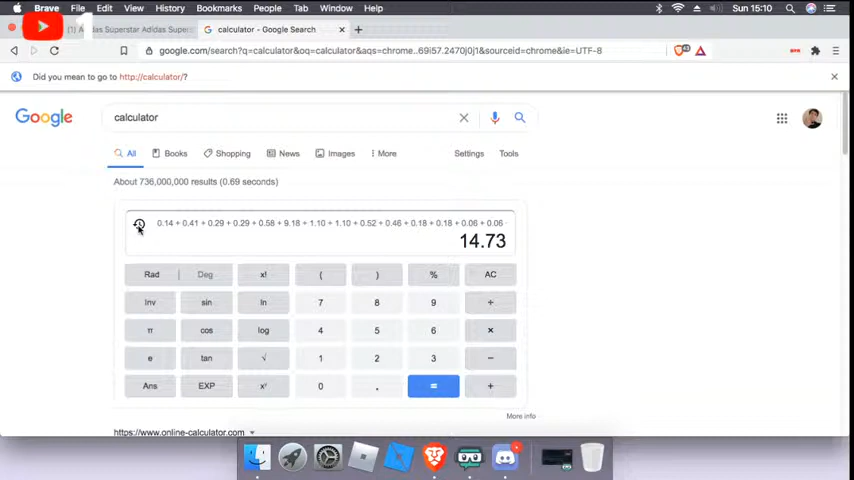 Brave File Edit View History Bookmarks People Tab Window Help Sun 15:10
1
Adidas Superstar Adidas Super
calculator - Google Search
google.com/search?q=calculator&oq=calculator&aqs=chrome..69i57.2470j0j1&sourceid=chrome&ie=UTF-8
Did you mean to go to http://calculator/?
Google
calculator
All Books Shopping News Images More Settings Tools
About 736,000,000 results (0.69 seconds)
0.14 + 0.41 + 0.29 + 0.29 + 0.58 + 9.18 + 1.10 + 1.10 + 0.52 + 0.46 + 0.18 + 0.18 + 0.06 + 0.06
14.73
Rad Deg x! ( ) % AC
Inv sin ln 7 8 9 ÷
π cos log 4 5 6 ×
e tan √ 1 2 3 −
Ans EXP xʸ 0 . = +
More info
https://www.online-calculator.com